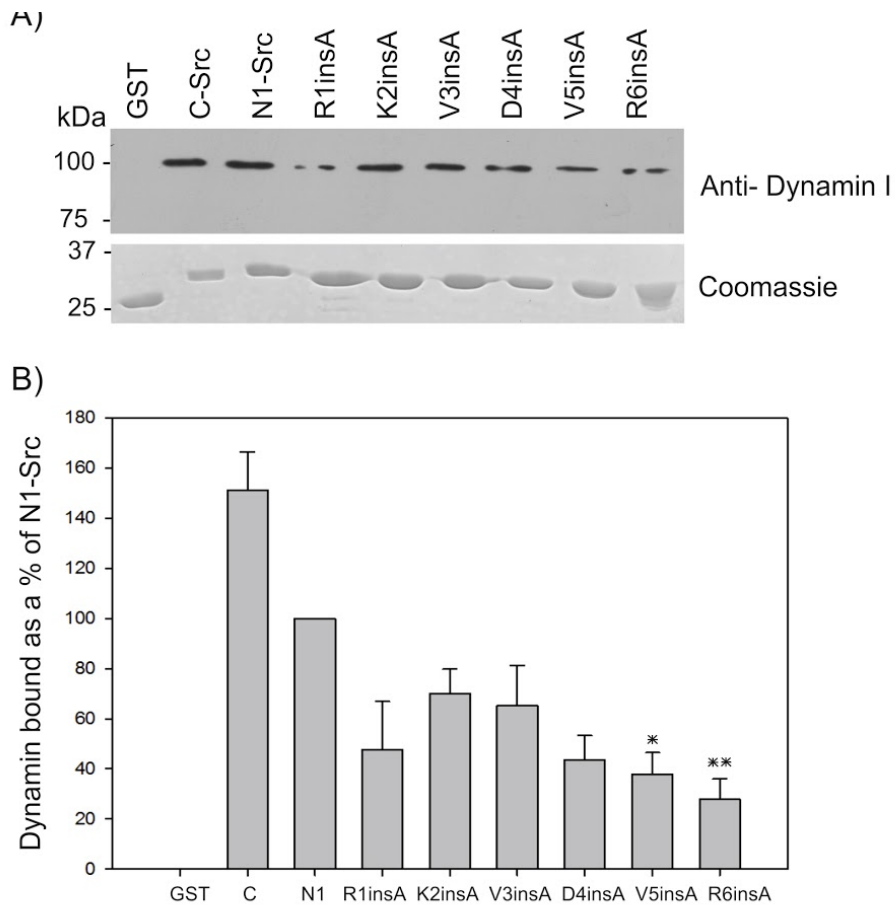 A)
GST C-Src N1-Src R1insA K2insA V3insA D4insA V5insA R6insA
kDa
100
Anti- Dynamin I
75
37
Coomassie
25
B)
Dynamin bound as a % of N1-Src
180
160
140
120
100
80
60
40
20
0
* **
GST C N1 R1insA K2insA V3insA D4insA V5insA R6insA